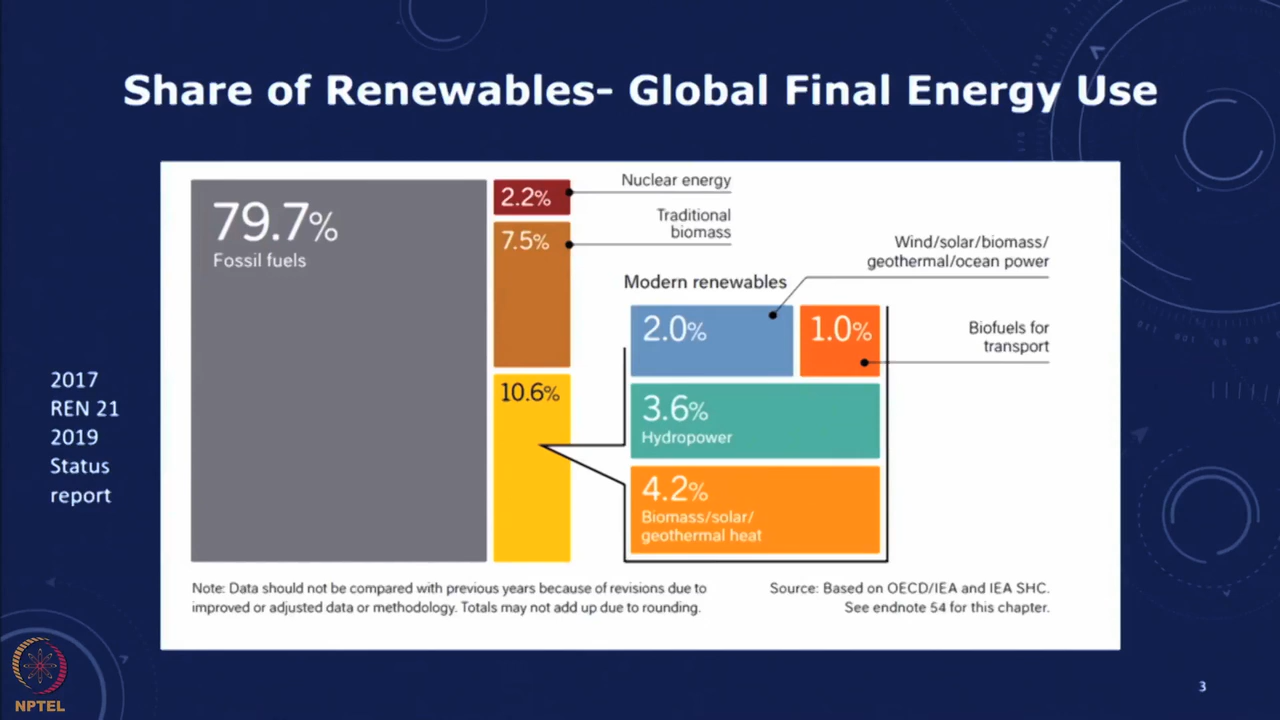 Share of Renewables- Global Final Energy Use
79.7%
Fossil fuels
2.2%
Nuclear energy
7.5%
Traditional
biomass
10.6%
Modern renewables
Wind/solar/biomass/
geothermal/ocean power
2.0%
1.0%
Biofuels for
transport
3.6%
Hydropower
4.2%
Biomass/solar/
geothermal heat
2017
REN 21
2019
Status
report
Note: Data should not be compared with previous years because of revisions due to
improved or adjusted data or methodology. Totals may not add up due to rounding.
Source: Based on OECD/IEA and IEA SHC.
See endnote 54 for this chapter.
NPTEL
3